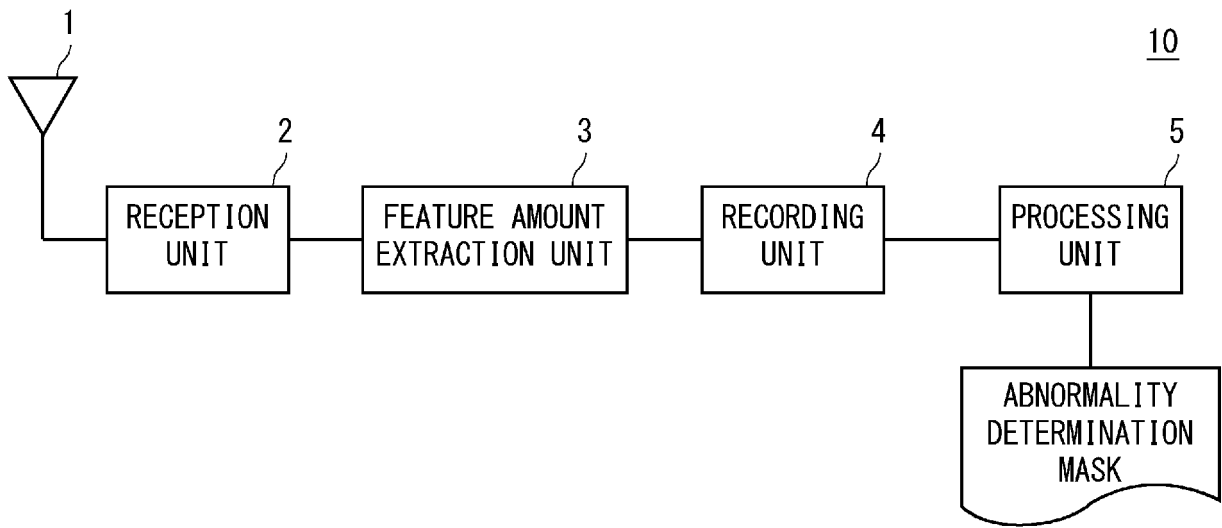 1
10
2
3
4
5
RECEPTION
UNIT
FEATURE AMOUNT
EXTRACTION UNIT
RECORDING
UNIT
PROCESSING
UNIT
ABNORMALITY
DETERMINATION
MASK